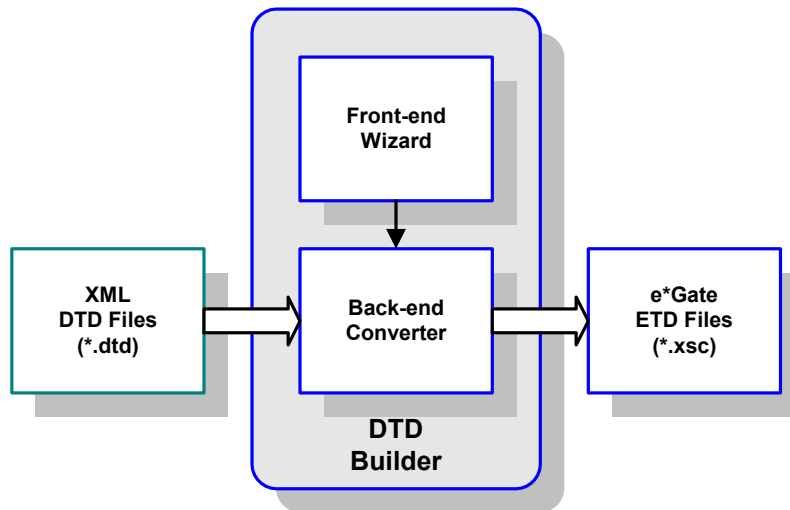 Front-end
Wizard
XML
DTD Files
(*.dtd)
Back-end
Converter
e*Gate
ETD Files
(*.xsc)
DTD
Builder